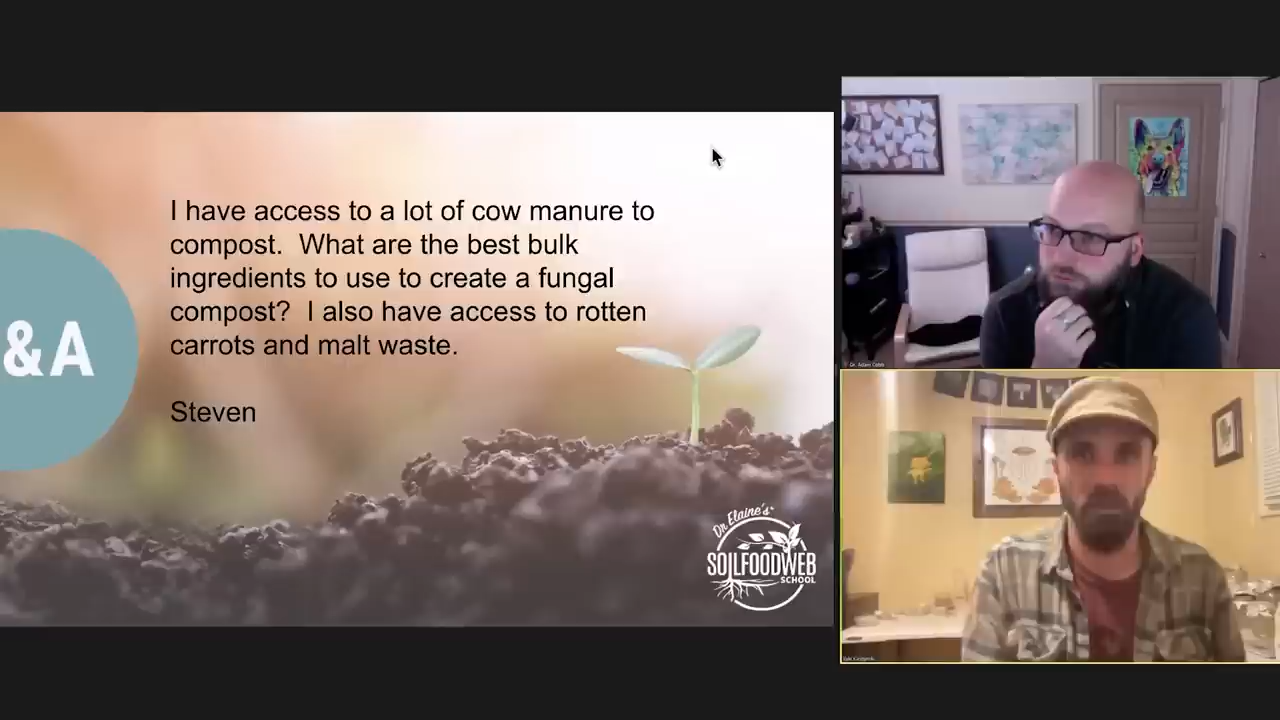 &A
I have access to a lot of cow manure to
compost.  What are the best bulk
ingredients to use to create a fungal
compost?  I also have access to rotten
carrots and malt waste.
Steven
Dr. Elaine's
SOILFOODWEB
SCHOOL